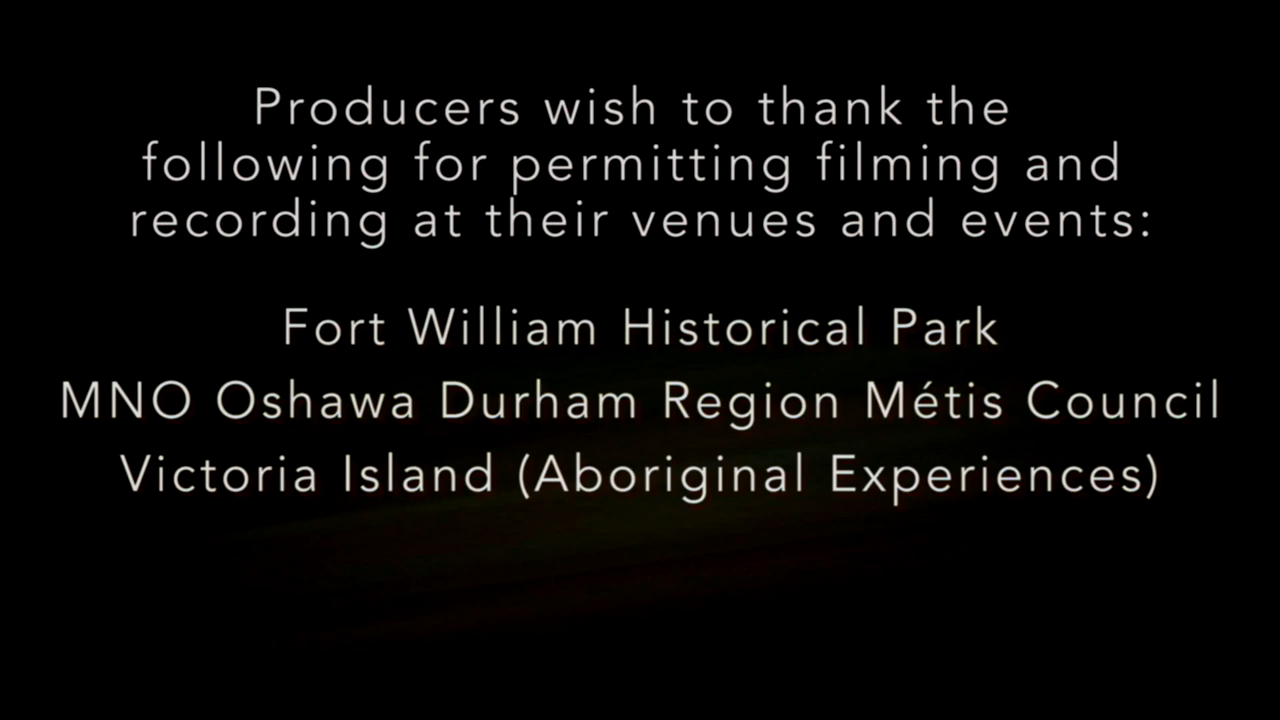 Producers wish to thank the
following for permitting filming and
recording at their venues and events:
Fort William Historical Park
MNO Oshawa Durham Region Métis Council
Victoria Island (Aboriginal Experiences)